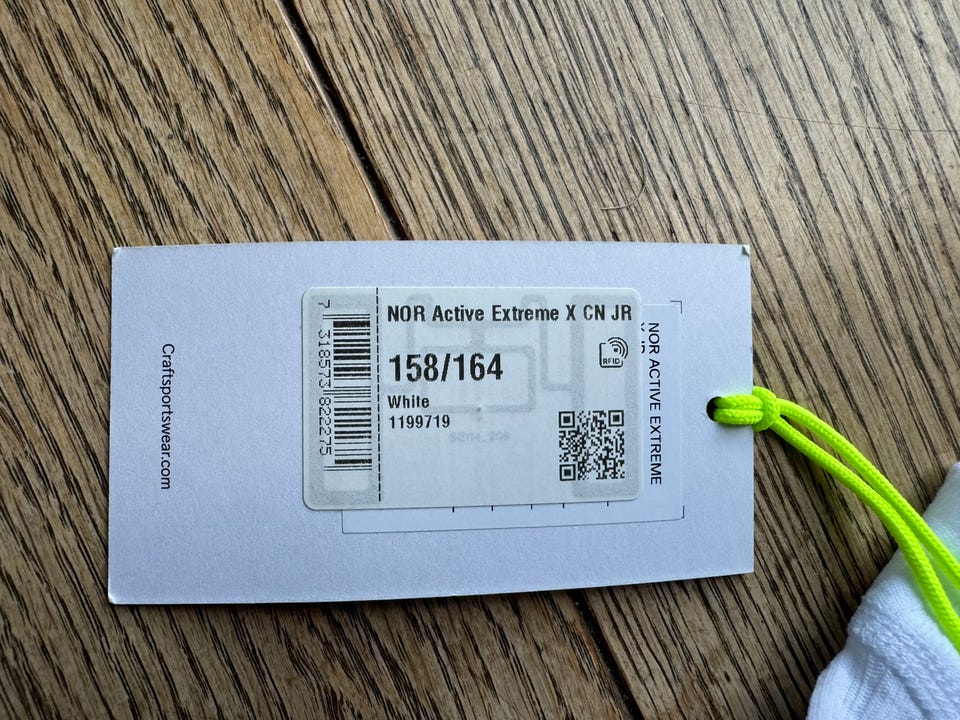 NOR Active Extreme X CN JR
158/164
White
1199719
RFID
7 318573 822275
Craftsportswear.com
NOR ACTIVE EXTREME